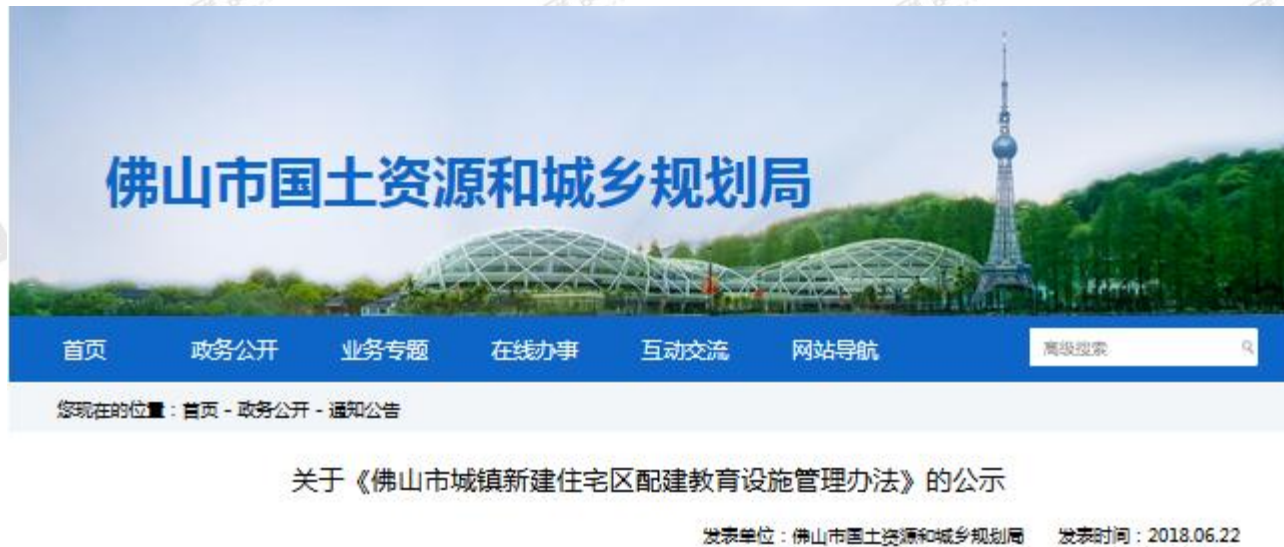 佛山市国土资源和城乡规划局
首页 政务公开 业务专题 在线办事 互动交流 网站导航 高级搜索
您现在的位置：首页 - 政务公开 - 通知公告
关于《佛山市城镇新建住宅区配建教育设施管理办法》的公示
发表单位：佛山市国土资源和城乡规划局 发表时间：2018.06.22